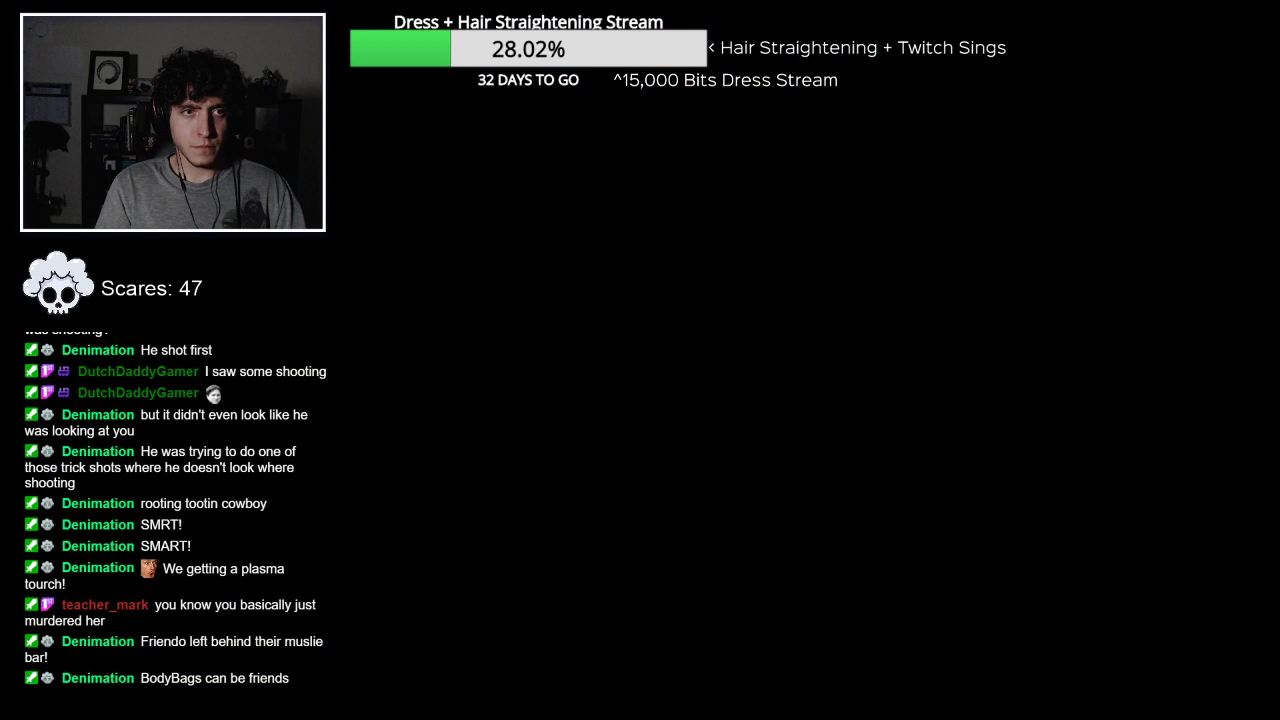 Dress + Hair Straightening Stream
28.02%
< Hair Straightening + Twitch Sings
32 DAYS TO GO
^15,000 Bits Dress Stream
Scares: 47
was shooting?
Denimation He shot first
DutchDaddyGamer I saw some shooting
DutchDaddyGamer
Denimation but it didn't even look like he
was looking at you
Denimation He was trying to do one of
those trick shots where he doesn't look where
shooting
Denimation rooting tootin cowboy
Denimation SMRT!
Denimation SMART!
Denimation We getting a plasma
tourch!
teacher_mark you know you basically just
murdered her
Denimation Friendo left behind their muslie
bar!
Denimation BodyBags can be friends